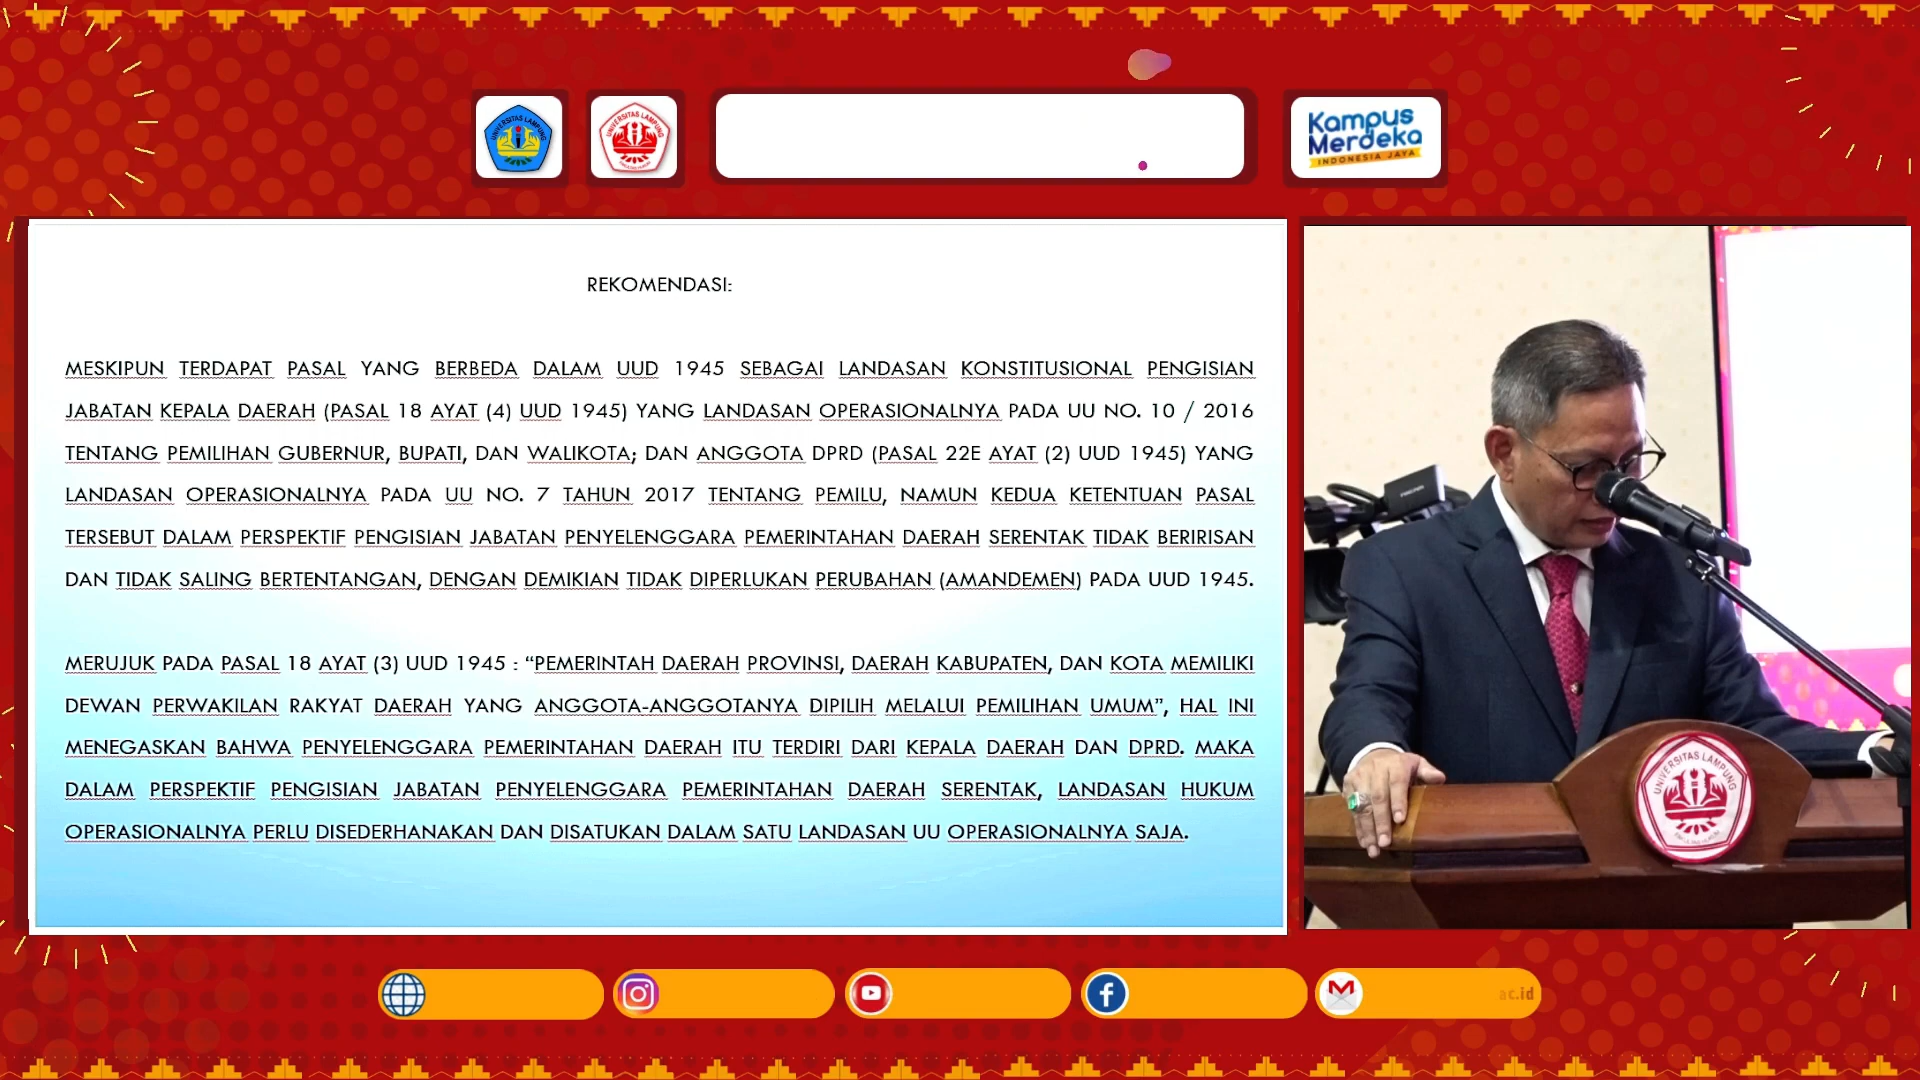 UNIVERSITAS LAMPUNG
UNIVERSITAS LAMPUNG
Kampus
Merdeka
INDONESIA JAYA
REKOMENDASI:
MESKIPUN TERDAPAT PASAL YANG BERBEDA DALAM UUD 1945 SEBAGAI LANDASAN KONSTITUSIONAL PENGISIAN
JABATAN KEPALA DAERAH (PASAL 18 AYAT (4) UUD 1945) YANG LANDASAN OPERASIONALNYA PADA UU NO. 10 / 2016
TENTANG PEMILIHAN GUBERNUR, BUPATI, DAN WALIKOTA; DAN ANGGOTA DPRD (PASAL 22E AYAT (2) UUD 1945) YANG
LANDASAN OPERASIONALNYA PADA UU NO. 7 TAHUN 2017 TENTANG PEMILU, NAMUN KEDUA KETENTUAN PASAL
TERSEBUT DALAM PERSPEKTIF PENGISIAN JABATAN PENYELENGGARA PEMERINTAHAN DAERAH SERENTAK TIDAK BERIRISAN
DAN TIDAK SALING BERTENTANGAN, DENGAN DEMIKIAN TIDAK DIPERLUKAN PERUBAHAN (AMANDEMEN) PADA UUD 1945.
MERUJUK PADA PASAL 18 AYAT (3) UUD 1945 : “PEMERINTAH DAERAH PROVINSI, DAERAH KABUPATEN, DAN KOTA MEMILIKI
DEWAN PERWAKILAN RAKYAT DAERAH YANG ANGGOTA-ANGGOTANYA DIPILIH MELALUI PEMILIHAN UMUM”, HAL INI
MENEGASKAN BAHWA PENYELENGGARA PEMERINTAHAN DAERAH ITU TERDIRI DARI KEPALA DAERAH DAN DPRD. MAKA
DALAM PERSPEKTIF PENGISIAN JABATAN PENYELENGGARA PEMERINTAHAN DAERAH SERENTAK, LANDASAN HUKUM
OPERASIONALNYA PERLU DISEDERHANAKAN DAN DISATUKAN DALAM SATU LANDASAN UU OPERASIONALNYA SAJA.
UNIVERSITAS LAMPUNG
ac.id